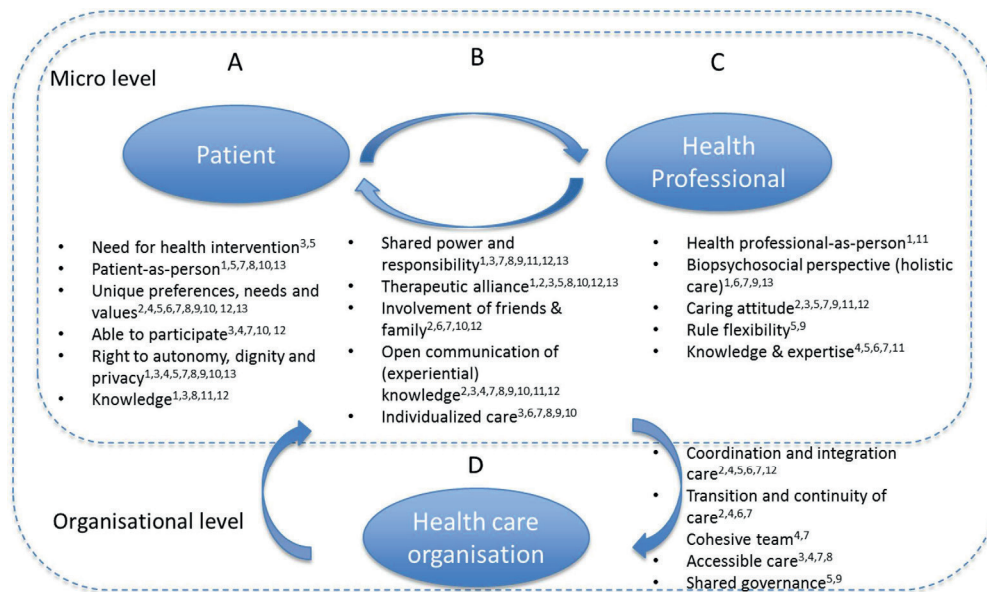 A
B
C
Micro level
Patient
Health
Professional
• Need for health intervention3,5
• Patient-as-person1,5,7,8,10,13
• Unique preferences, needs and
values2,4,5,6,7,8,9,10, 12,13
• Able to participate3,4,7,10, 12
• Right to autonomy, dignity and
privacy1,3,4,5,7,8,9,10,13
• Knowledge1,3,8,11,12
• Shared power and
responsibility1,3,7,8,9,11,12,13
• Therapeutic alliance1,2,3,5,8,10,12,13
• Involvement of friends &
family2,6,7,10,12
• Open communication of
(experiential)
knowledge2,3,4,7,8,9,10,11,12
• Individualized care3,6,7,8,9,10
• Health professional-as-person1,11
• Biopsychosocial perspective (holistic
care)1,6,7,9,13
• Caring attitude2,3,5,7,9,11,12
• Rule flexibility5,9
• Knowledge & expertise4,5,6,7,11
D
Organisational level
Health care
organisation
• Coordination and integration
care2,4,5,6,7,12
• Transition and continuity of
care2,4,6,7
• Cohesive team4,7
• Accessible care3,4,7,8
• Shared governance5,9